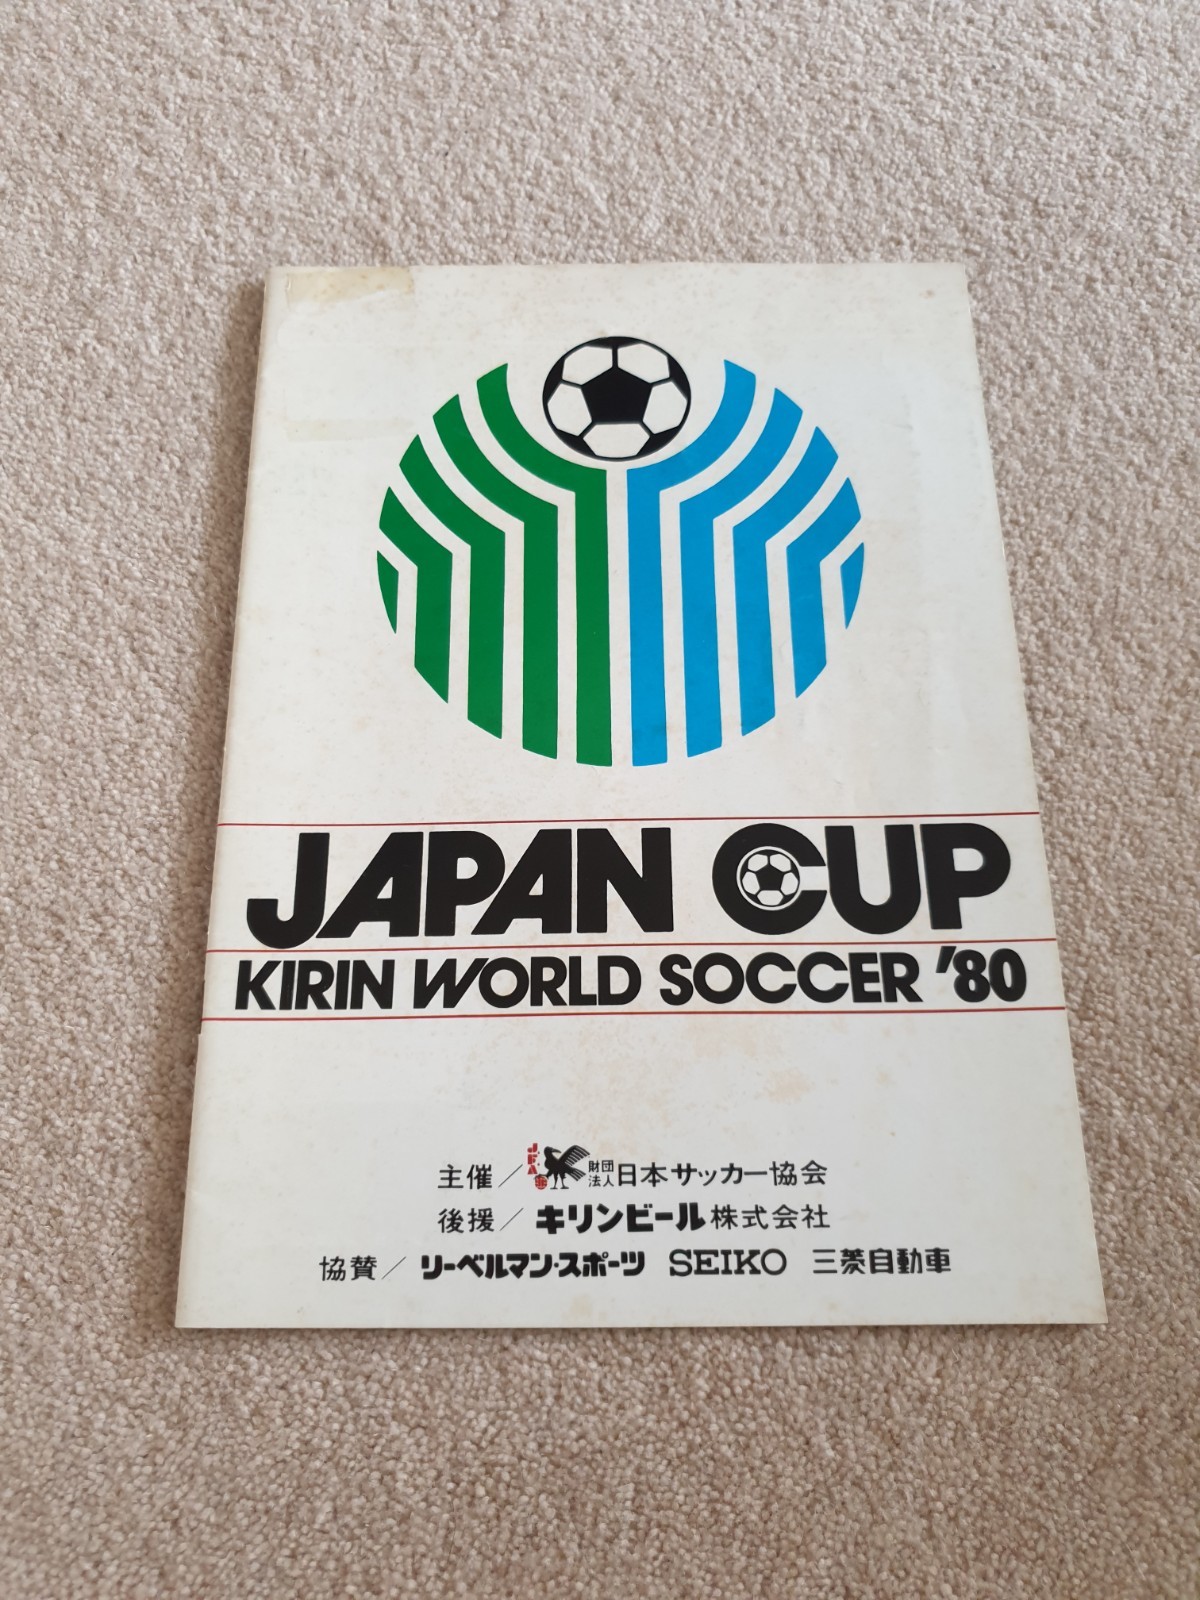 JAPAN CUP
KIRIN WORLD SOCCER '80
主催／J.F.A. 財団法人日本サッカー協会
後援／キリンビール株式会社
協賛／リーベルマン・スポーツ SEIKO 三菱自動車